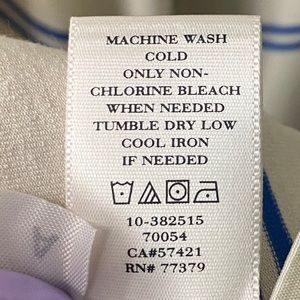 MACHINE WASH
COLD
ONLY NON-
CHLORINE BLEACH
WHEN NEEDED
TUMBLE DRY LOW
COOL IRON
IF NEEDED
10-382515
70054
CA#57421
RN# 77379